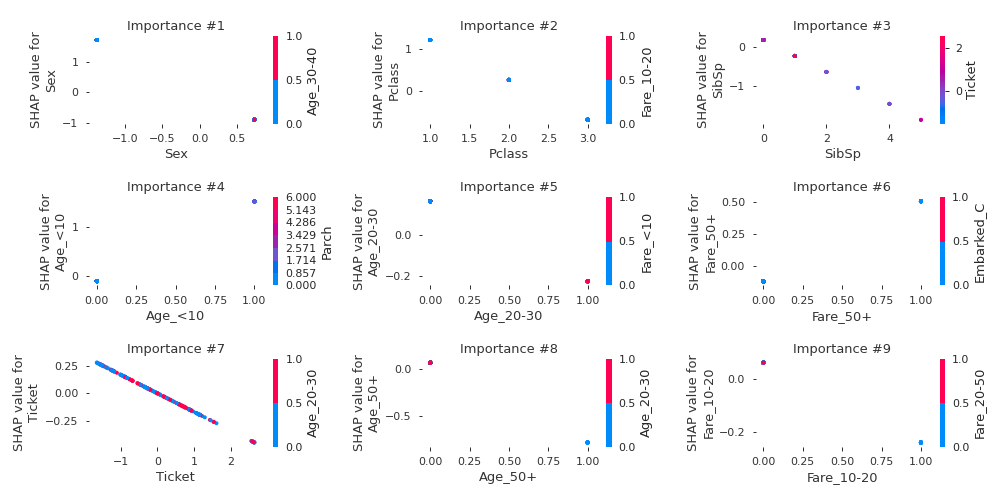 Importance #1
SHAP value for
Sex
1
0
−1
−1.0
−0.5
0.0
0.5
Sex
1.0
0.5
0.0
Age_30-40
Importance #2
SHAP value for
Pclass
1
0
1.0
1.5
2.0
2.5
3.0
Pclass
1.0
0.5
0.0
Fare_10-20
Importance #3
SHAP value for
SibSp
0
−1
0
2
4
SibSp
2
0
Ticket
Importance #4
SHAP value for
Age_<10
1
0
0.00
0.25
0.50
0.75
1.00
Age_<10
6.000
5.143
4.286
3.429
2.571
1.714
0.857
0.000
Parch
Importance #5
SHAP value for
Age_20-30
0.0
−0.2
0.00
0.25
0.50
0.75
1.00
Age_20-30
1.0
0.5
0.0
Fare_<10
Importance #6
SHAP value for
Fare_50+
0.50
0.25
0.00
0.00
0.25
0.50
0.75
1.00
Fare_50+
1.0
0.5
0.0
Embarked_C
Importance #7
SHAP value for
Ticket
0.25
0.00
−0.25
−1
0
1
2
Ticket
1.0
0.5
0.0
Age_20-30
Importance #8
SHAP value for
Age_50+
0.0
−0.5
0.00
0.25
0.50
0.75
1.00
Age_50+
1.0
0.5
0.0
Age_20-30
Importance #9
SHAP value for
Fare_10-20
0.0
−0.2
0.00
0.25
0.50
0.75
1.00
Fare_10-20
1.0
0.5
0.0
Fare_20-50